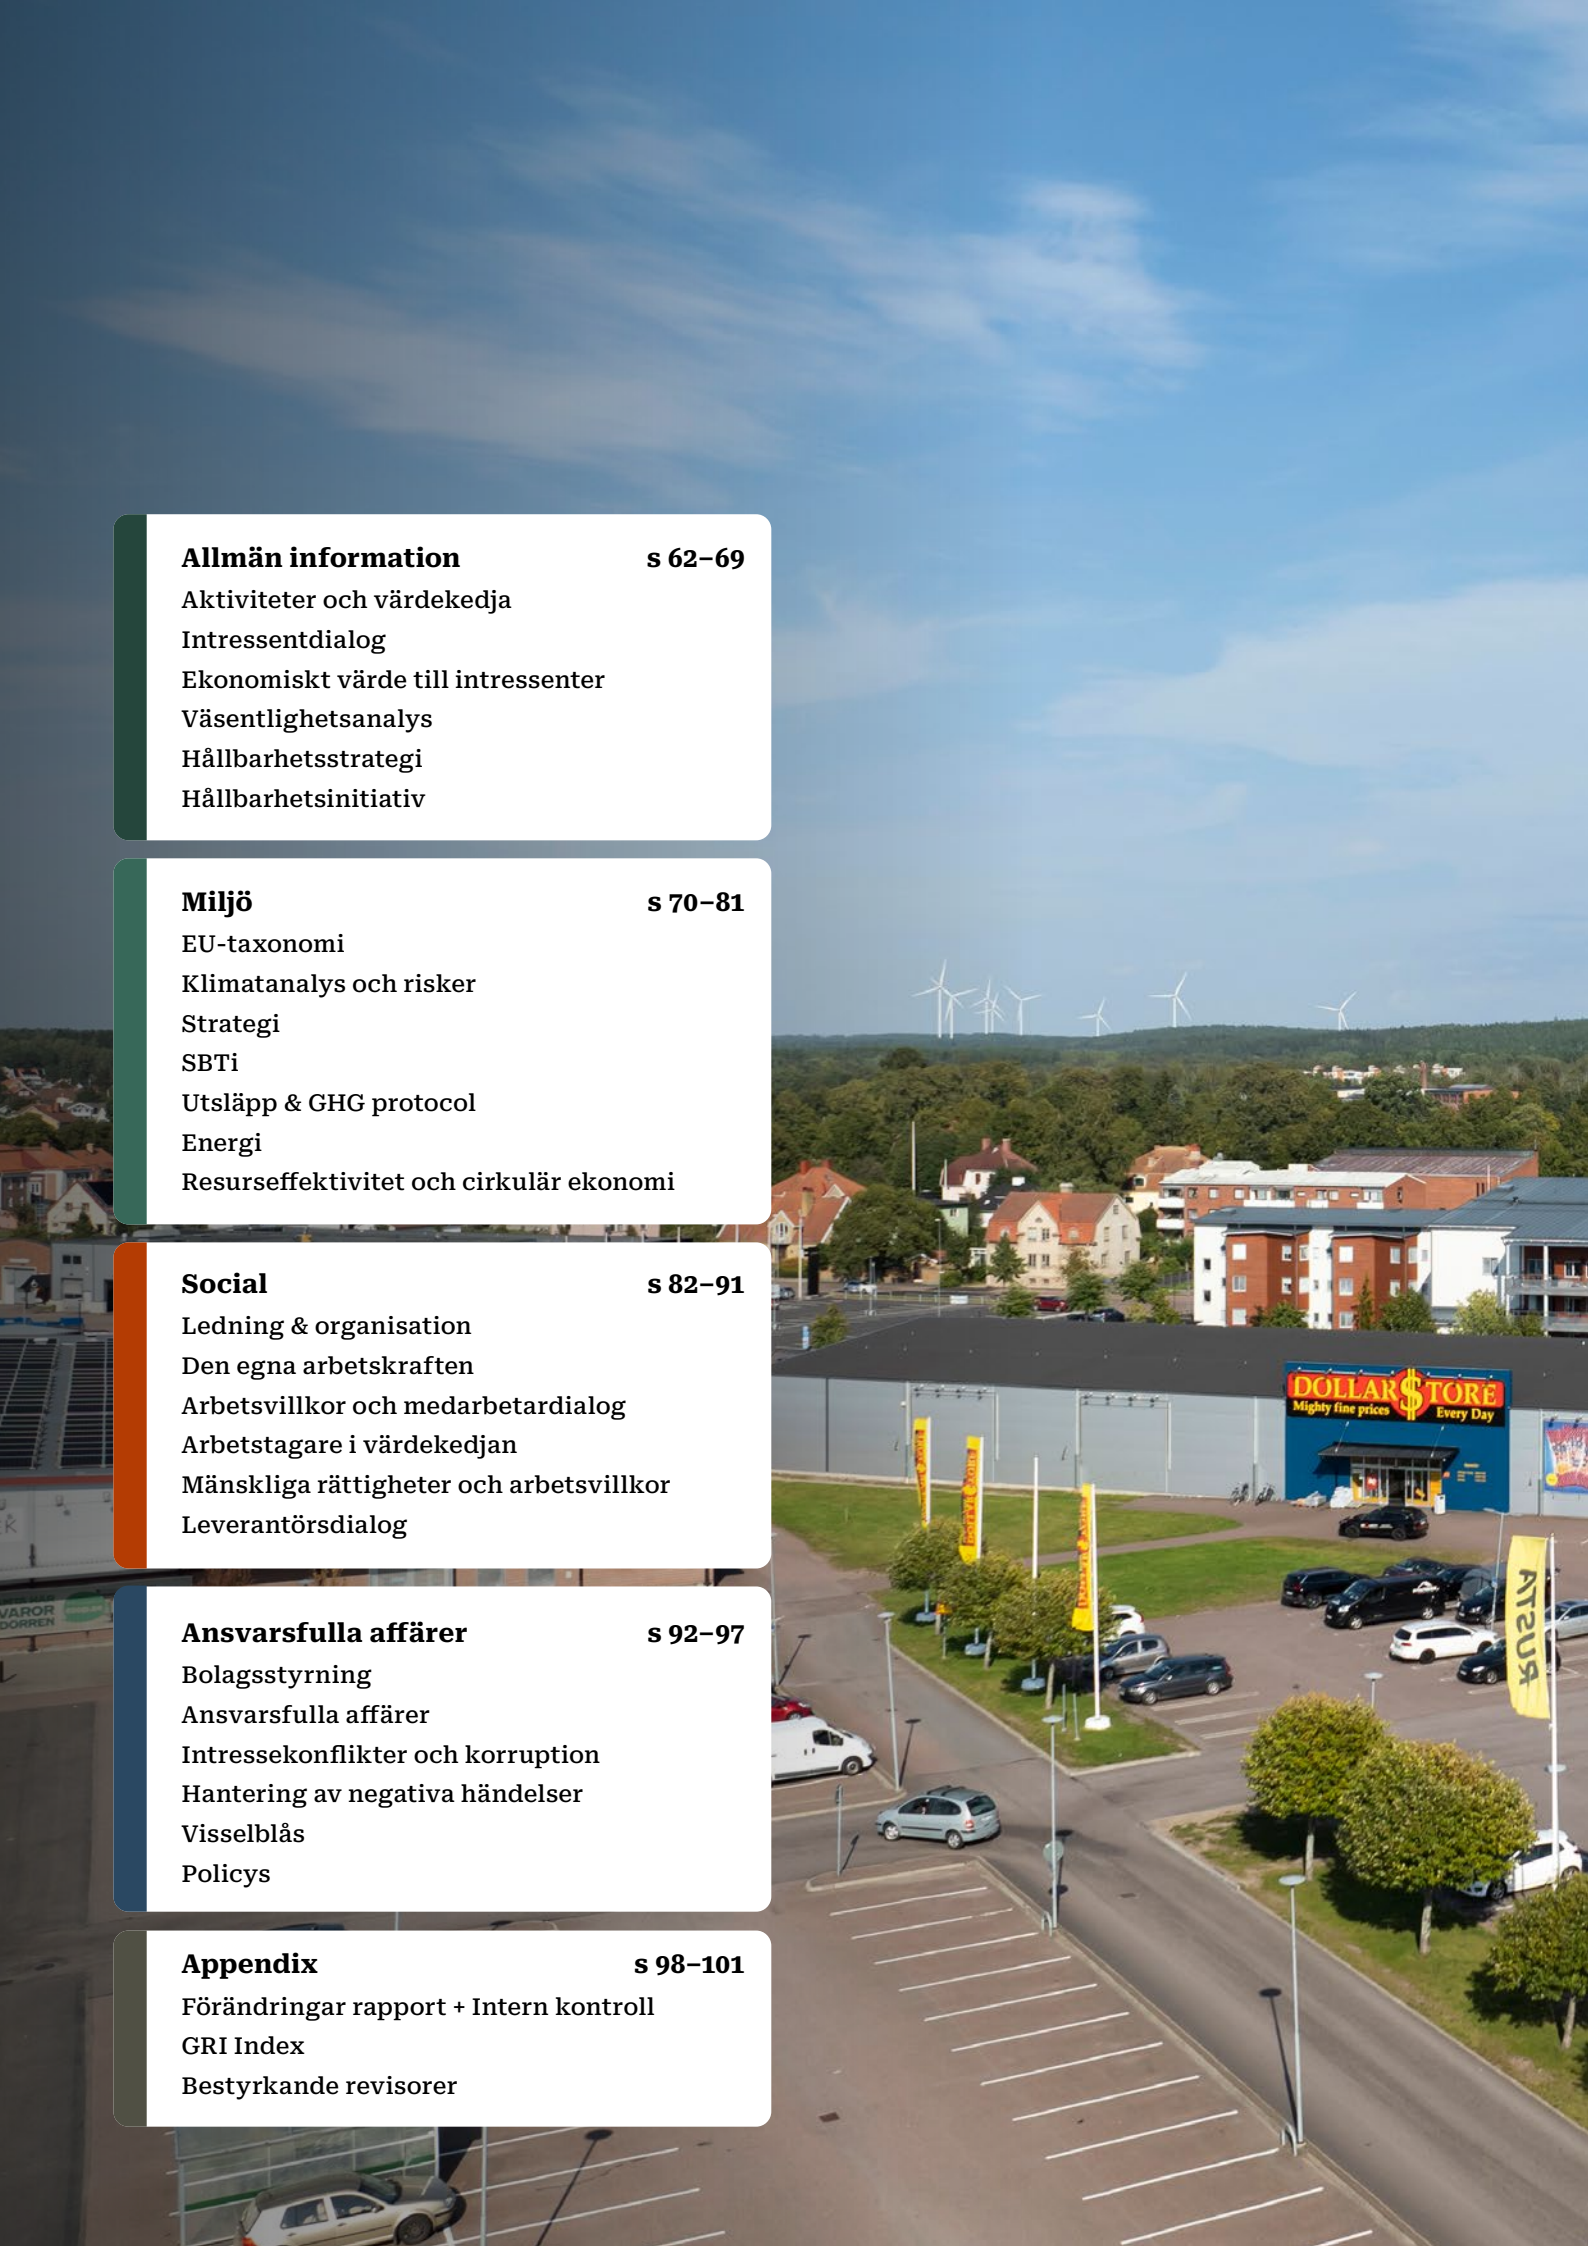 Allmän information s 62–69
Aktiviteter och värdekedja
Intressentdialog
Ekonomiskt värde till intressenter
Väsentlighetsanalys
Hållbarhetsstrategi
Hållbarhetsinitiativ
Miljö s 70–81
EU-taxonomi
Klimatanalys och risker
Strategi
SBTi
Utsläpp & GHG protocol
Energi
Resurseffektivitet och cirkulär ekonomi
Social s 82–91
Ledning & organisation
Den egna arbetskraften
Arbetsvillkor och medarbetardialog
Arbetstagare i värdekedjan
Mänskliga rättigheter och arbetsvillkor
Leverantörsdialog
Ansvarsfulla affärer s 92–97
Bolagsstyrning
Ansvarsfulla affärer
Intressekonflikter och korruption
Hantering av negativa händelser
Visselblås
Policys
Appendix s 98–101
Förändringar rapport + Intern kontroll
GRI Index
Bestyrkande revisorer
DOLLAR$TORE
Mighty fine prices Every Day
RUSTA
VAROR
DÖRREN